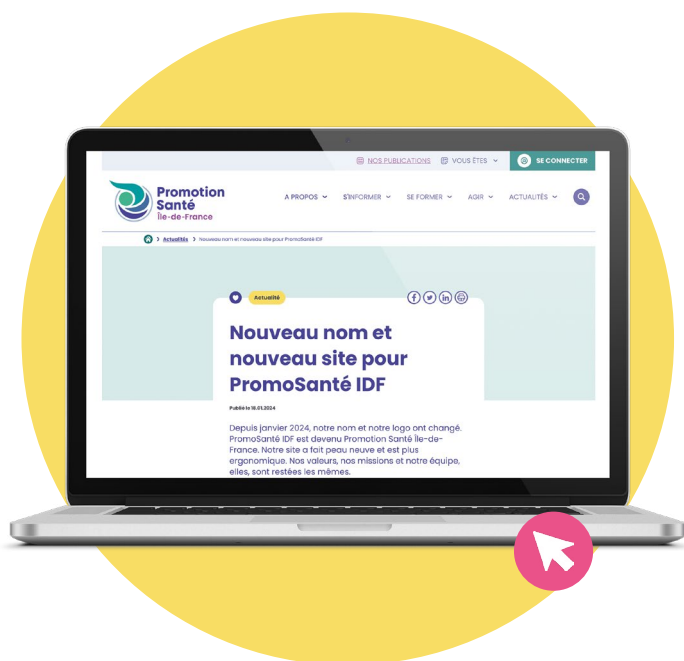 NOS PUBLICATIONS VOUS ÊTES SE CONNECTER
Promotion
Santé
Île-de-France
A PROPOS S'INFORMER SE FORMER AGIR ACTUALITÉS
Actualités Nouveau nom et nouveau site pour PromoSanté IDF
Actualité
Nouveau nom et
nouveau site pour
PromoSanté IDF
Publié le 18.01.2024
Depuis janvier 2024, notre nom et notre logo ont changé.
PromoSanté IDF est devenu Promotion Santé Île-de-
France. Notre site a fait peau neuve et est plus
ergonomique. Nos valeurs, nos missions et notre équipe,
elles, sont restées les mêmes.